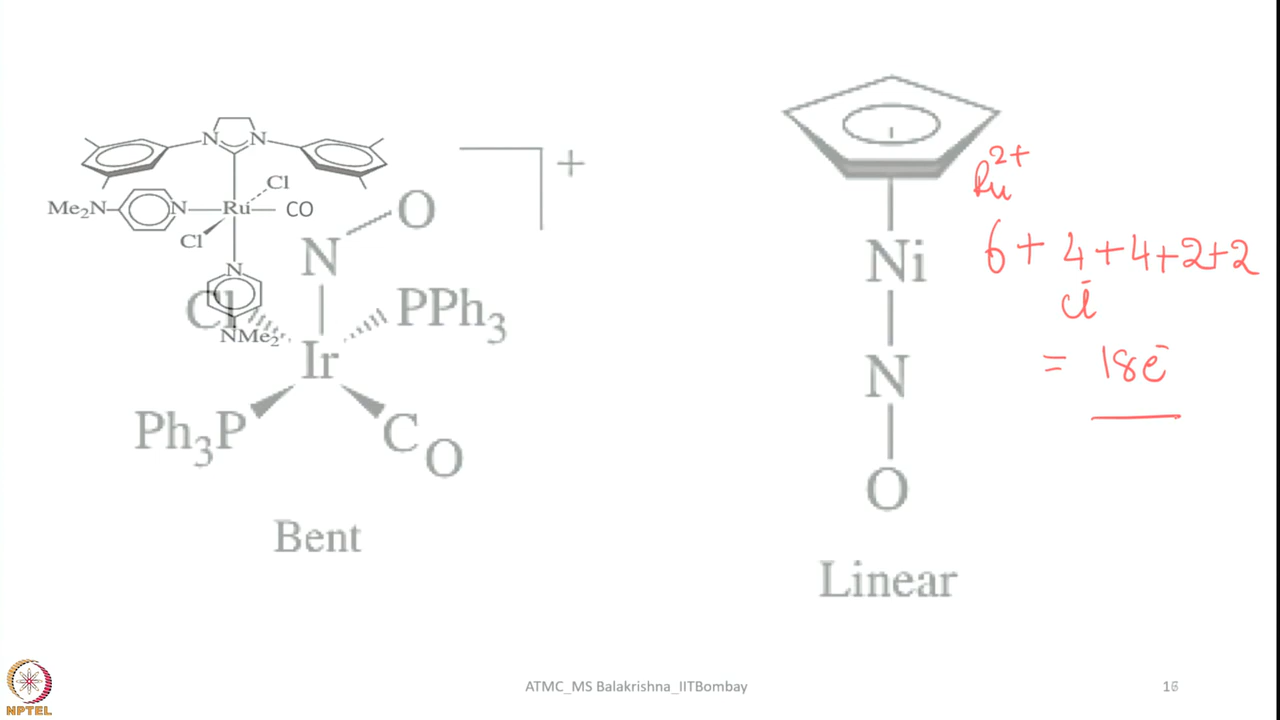 N N
Cl
Me₂N N Ru CO
Cl
N
NMe₂
+
O
N
Cl PPh₃
Ir
Ph₃P C O
Bent
Ni
N
O
Linear
Ru²⁺
6 + 4 + 4 + 2 + 2
Cl⁻
= 18e⁻
NPTEL
ATMC_MS Balakrishna_IITBombay